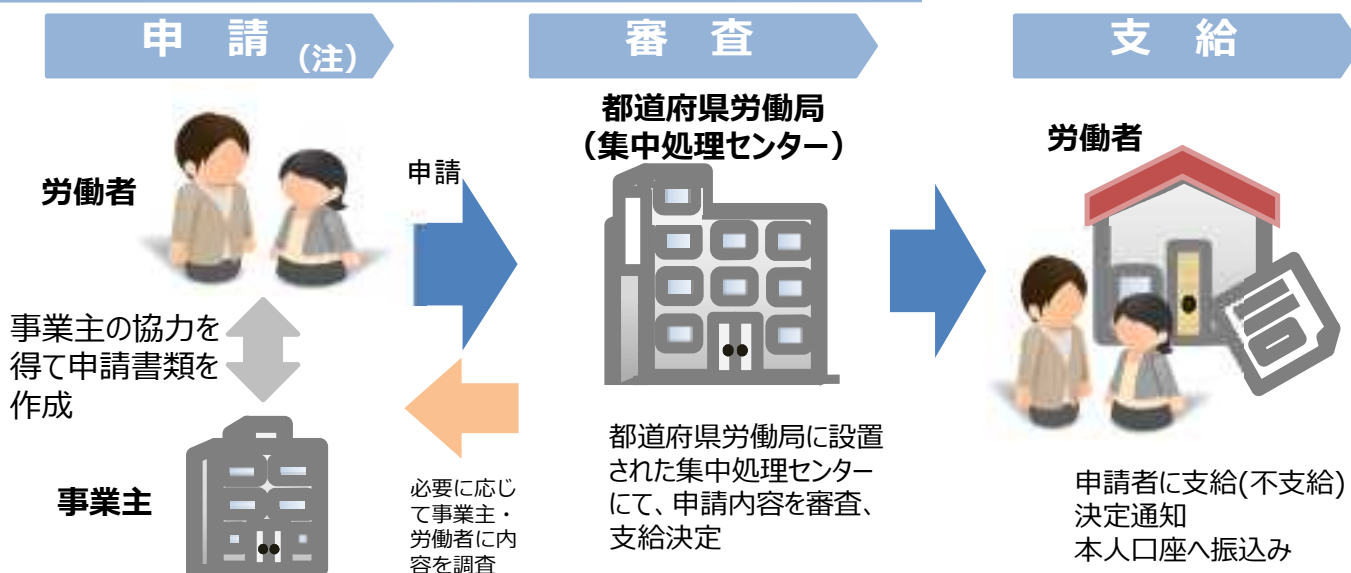 申 請 (注)
労働者
事業主の協力を
得て申請書類を
作成
事業主
申請
必要に応じ
て事業主・
労働者に内
容を調査
審 査
都道府県労働局
(集中処理センター)
都道府県労働局に設置
された集中処理センター
にて、申請内容を審査、
支給決定
支 給
労働者
申請者に支給(不支給)
決定通知
本人口座へ振込み